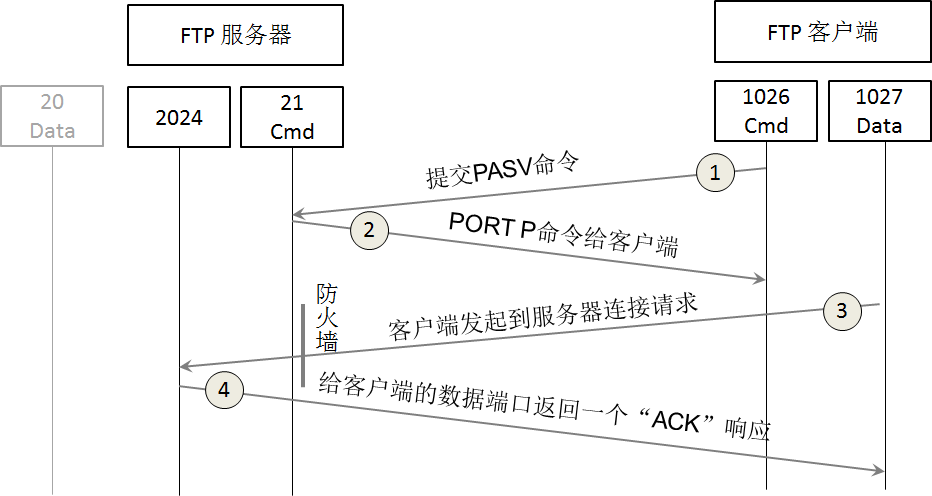 FTP 服务器
FTP 客户端
20
Data
2024
21
Cmd
1026
Cmd
1027
Data
1
提交PASV命令
2
PORT P命令给客户端
防火墙
3
客户端发起到服务器连接请求
4
给客户端的数据端口返回一个“ACK”响应